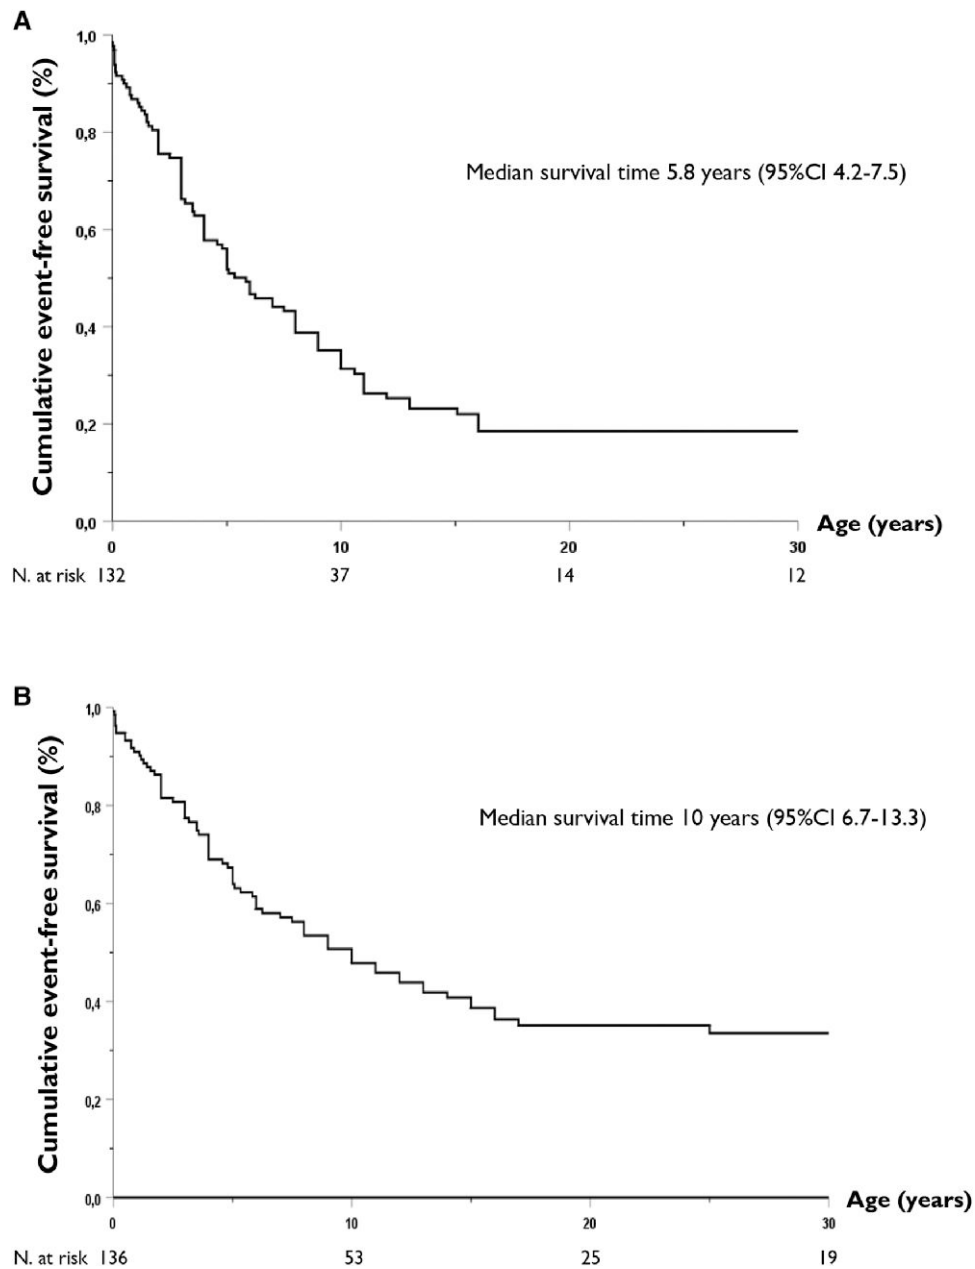 A
Cumulative event-free survival (%)
1,0
0,8
0,6
0,4
0,2
0,0
Median survival time 5.8 years (95%CI 4.2-7.5)
Age (years)
0 10 20 30
N. at risk 132 37 14 12
B
Cumulative event-free survival (%)
1,0
0,8
0,6
0,4
0,2
0,0
Median survival time 10 years (95%CI 6.7-13.3)
Age (years)
0 10 20 30
N. at risk 136 53 25 19